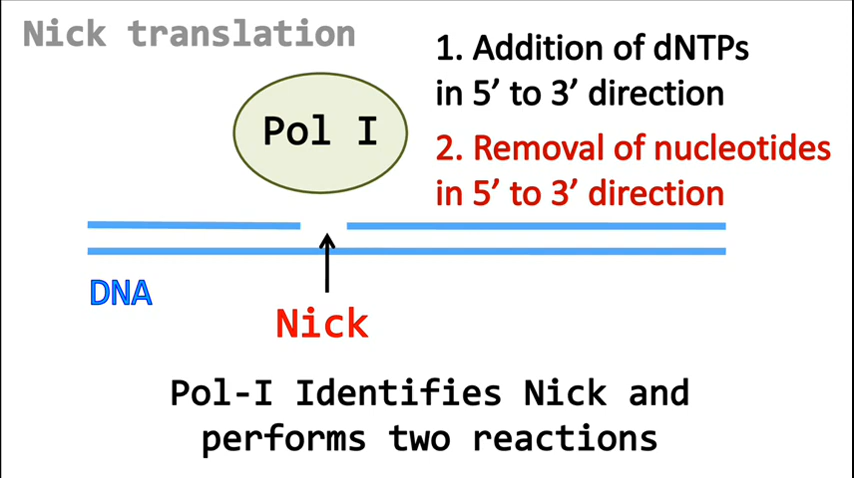 Nick translation
1. Addition of dNTPs
in 5’ to 3’ direction
Pol I
2. Removal of nucleotides
in 5’ to 3’ direction
DNA
Nick
Pol-I Identifies Nick and
performs two reactions